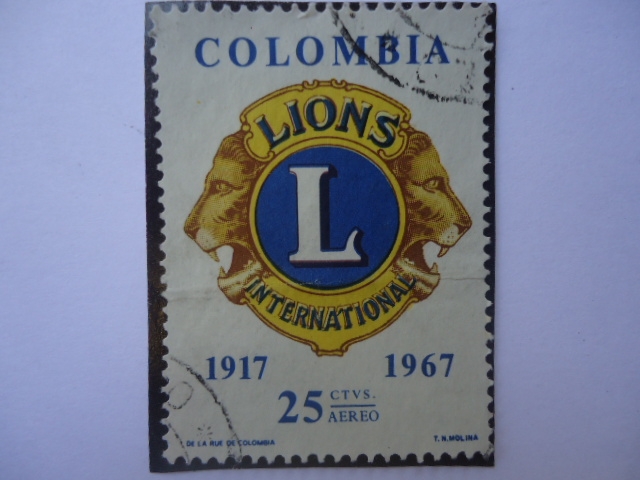 COLOMBIA
LIONS
L
INTERNATIONAL
1917 1967
25 CTVS.
AEREO
DE LA RUE DE COLOMBIA T. N. MOLINA